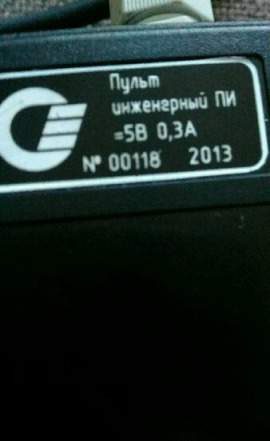 Пульт
инженерный ПИ
=5В 0,3А
№ 00118 2013